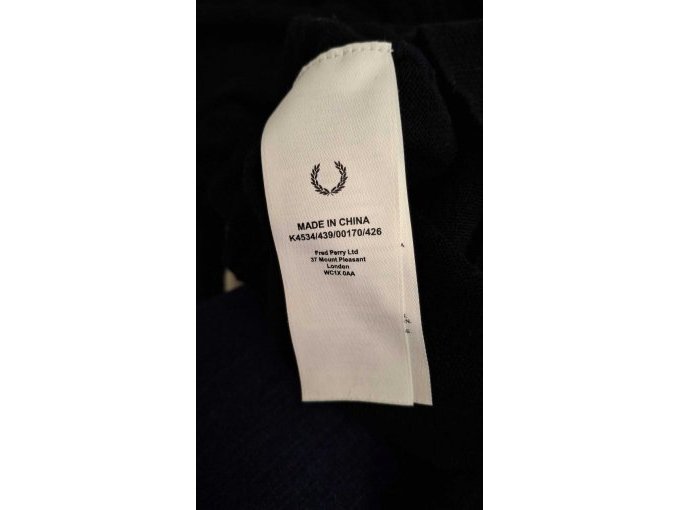 MADE IN CHINA
K4534/439/00170/426
Fred Perry Ltd
37 Mount Pleasant
London
WC1X 0AA